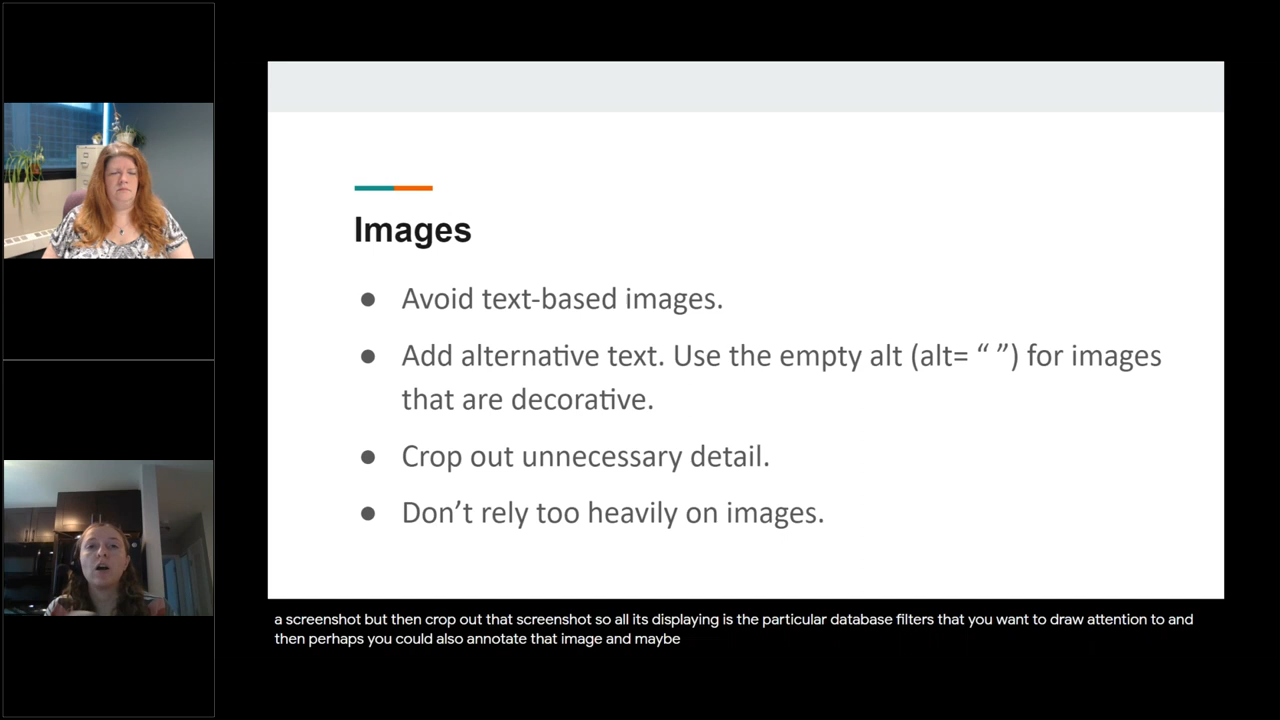 Images
● Avoid text-based images.
● Add alternative text. Use the empty alt (alt= “ ”) for images
that are decorative.
● Crop out unnecessary detail.
● Don’t rely too heavily on images.
a screenshot but then crop out that screenshot so all its displaying is the particular database filters that you want to draw attention to and
then perhaps you could also annotate that image and maybe